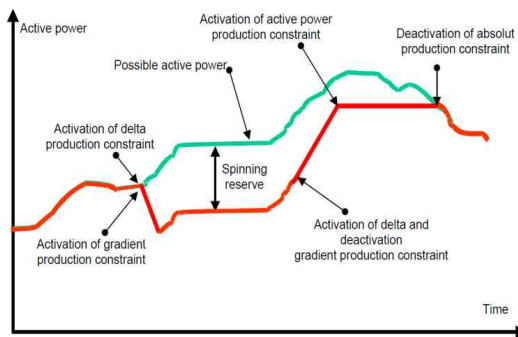 Active power
Activation of active power
production constraint
Deactivation of absolut
production constraint
Possible active power
Activation of delta
production constraint
Spinning
reserve
Activation of gradient
production constraint
Activation of delta and
deactivation
gradient production constraint
Time